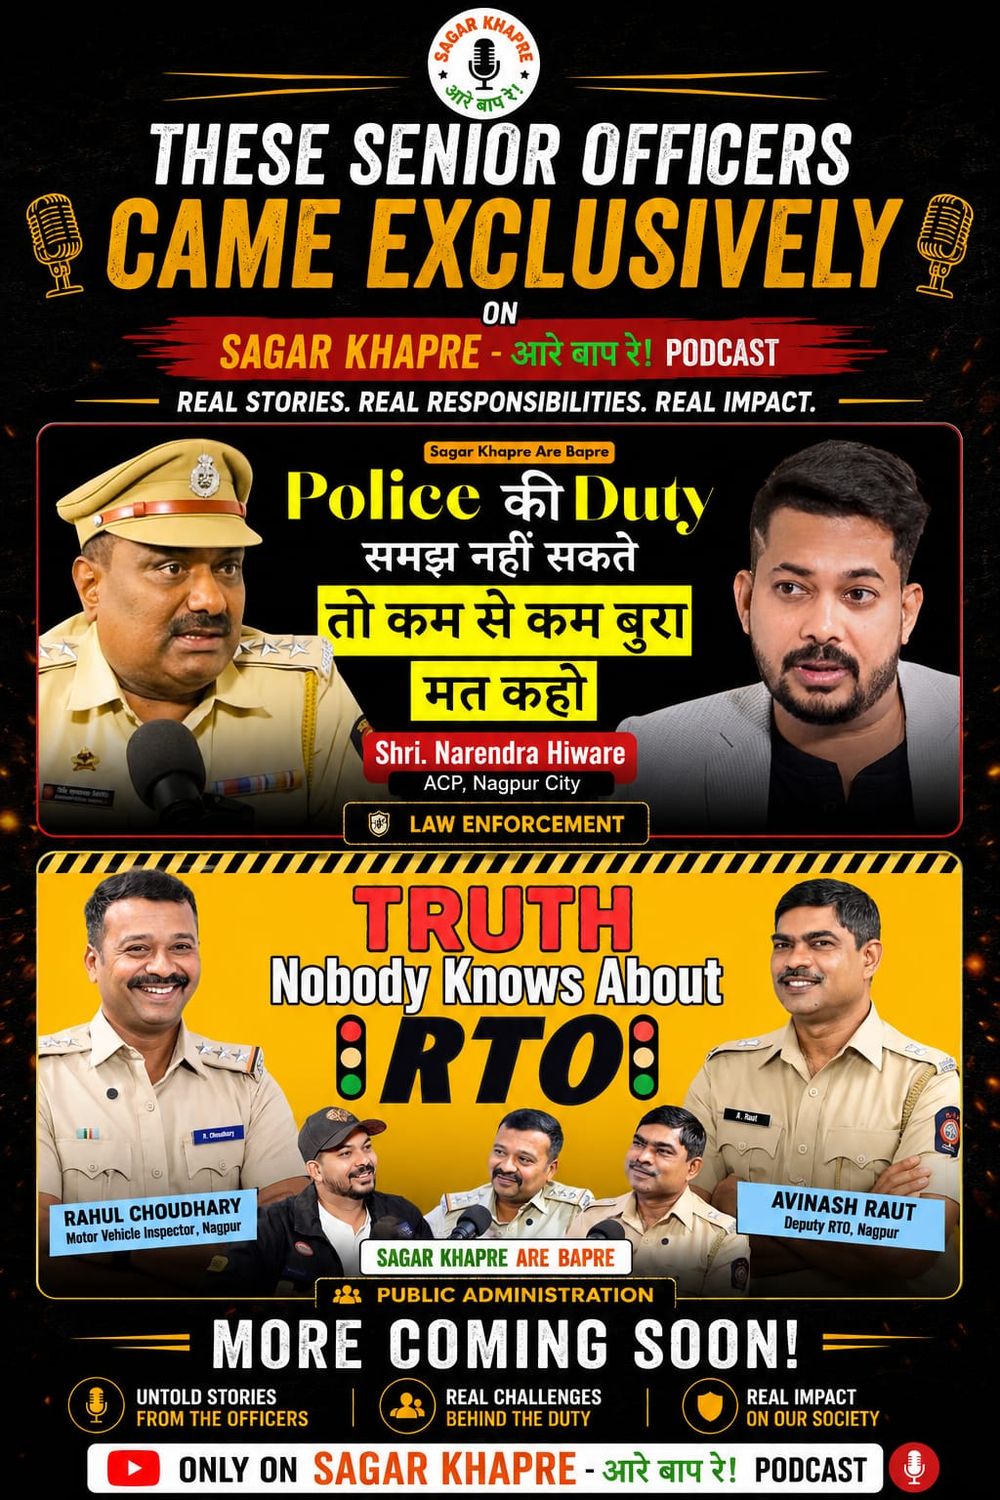 SAGAR KHAPRE
आरे बाप रे!
THESE SENIOR OFFICERS
CAME EXCLUSIVELY
ON
SAGAR KHAPRE - आरे बाप रे! PODCAST
REAL STORIES. REAL RESPONSIBILITIES. REAL IMPACT.
Sagar Khapre Are Bapre
Police की Duty
समझ नहीं सकते
तो कम से कम बुरा
मत कहो
Shri. Narendra Hiware
ACP, Nagpur City
LAW ENFORCEMENT
TRUTH
Nobody Knows About
RTO
R. Choudhary
A. Raut
RAHUL CHOUDHARY
Motor Vehicle Inspector, Nagpur
AVINASH RAUT
Deputy RTO, Nagpur
SAGAR KHAPRE ARE BAPRE
PUBLIC ADMINISTRATION
MORE COMING SOON!
UNTOLD STORIES
FROM THE OFFICERS
REAL CHALLENGES
BEHIND THE DUTY
REAL IMPACT
ON OUR SOCIETY
ONLY ON SAGAR KHAPRE - आरे बाप रे! PODCAST